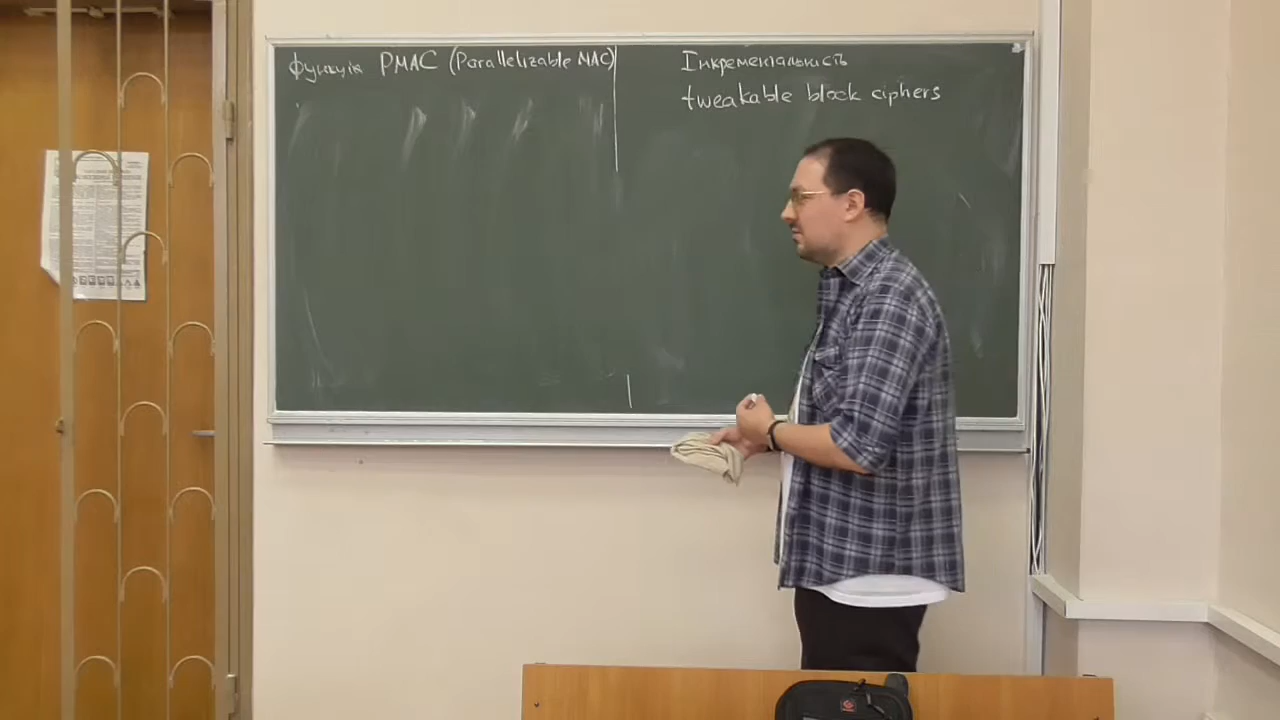 Функція PMAC (Parallelizable MAC)
Інкрементальність
tweakable block ciphers